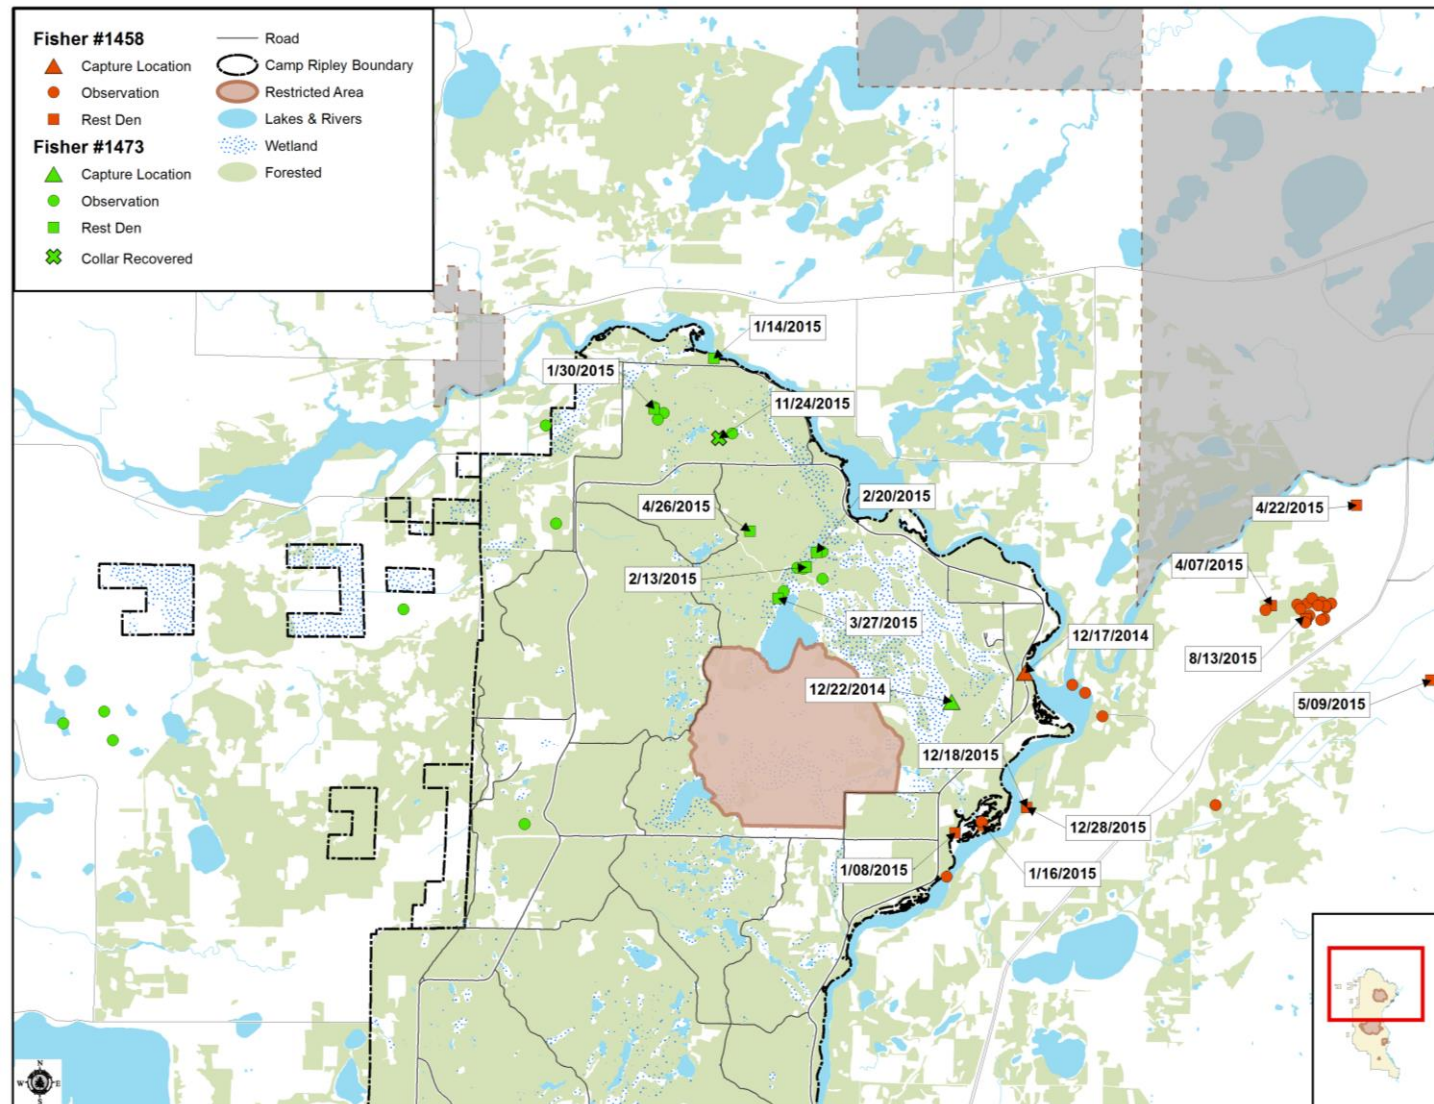 Fisher #1458
Capture Location
Observation
Rest Den
Fisher #1473
Capture Location
Observation
Rest Den
Collar Recovered
Road
Camp Ripley Boundary
Restricted Area
Lakes & Rivers
Wetland
Forested
1/14/2015
1/30/2015
11/24/2015
2/20/2015
4/26/2015
4/22/2015
4/07/2015
2/13/2015
3/27/2015
12/17/2014
8/13/2015
12/22/2014
5/09/2015
12/18/2015
12/28/2015
1/08/2015
1/16/2015
N
W E
S